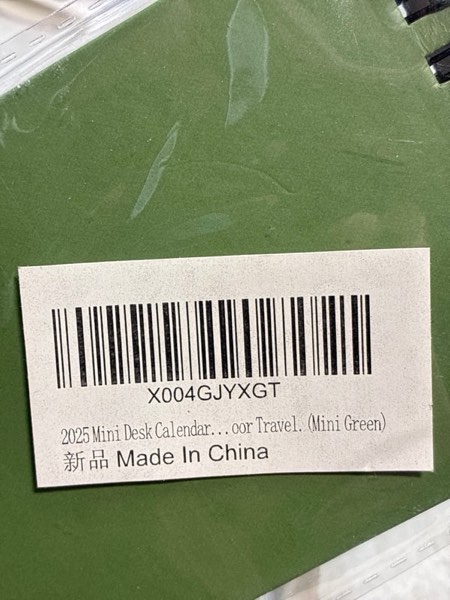 X004GJYXGT
2025 Mini Desk Calendar...oor Travel. (Mini Green)
新品 Made In China